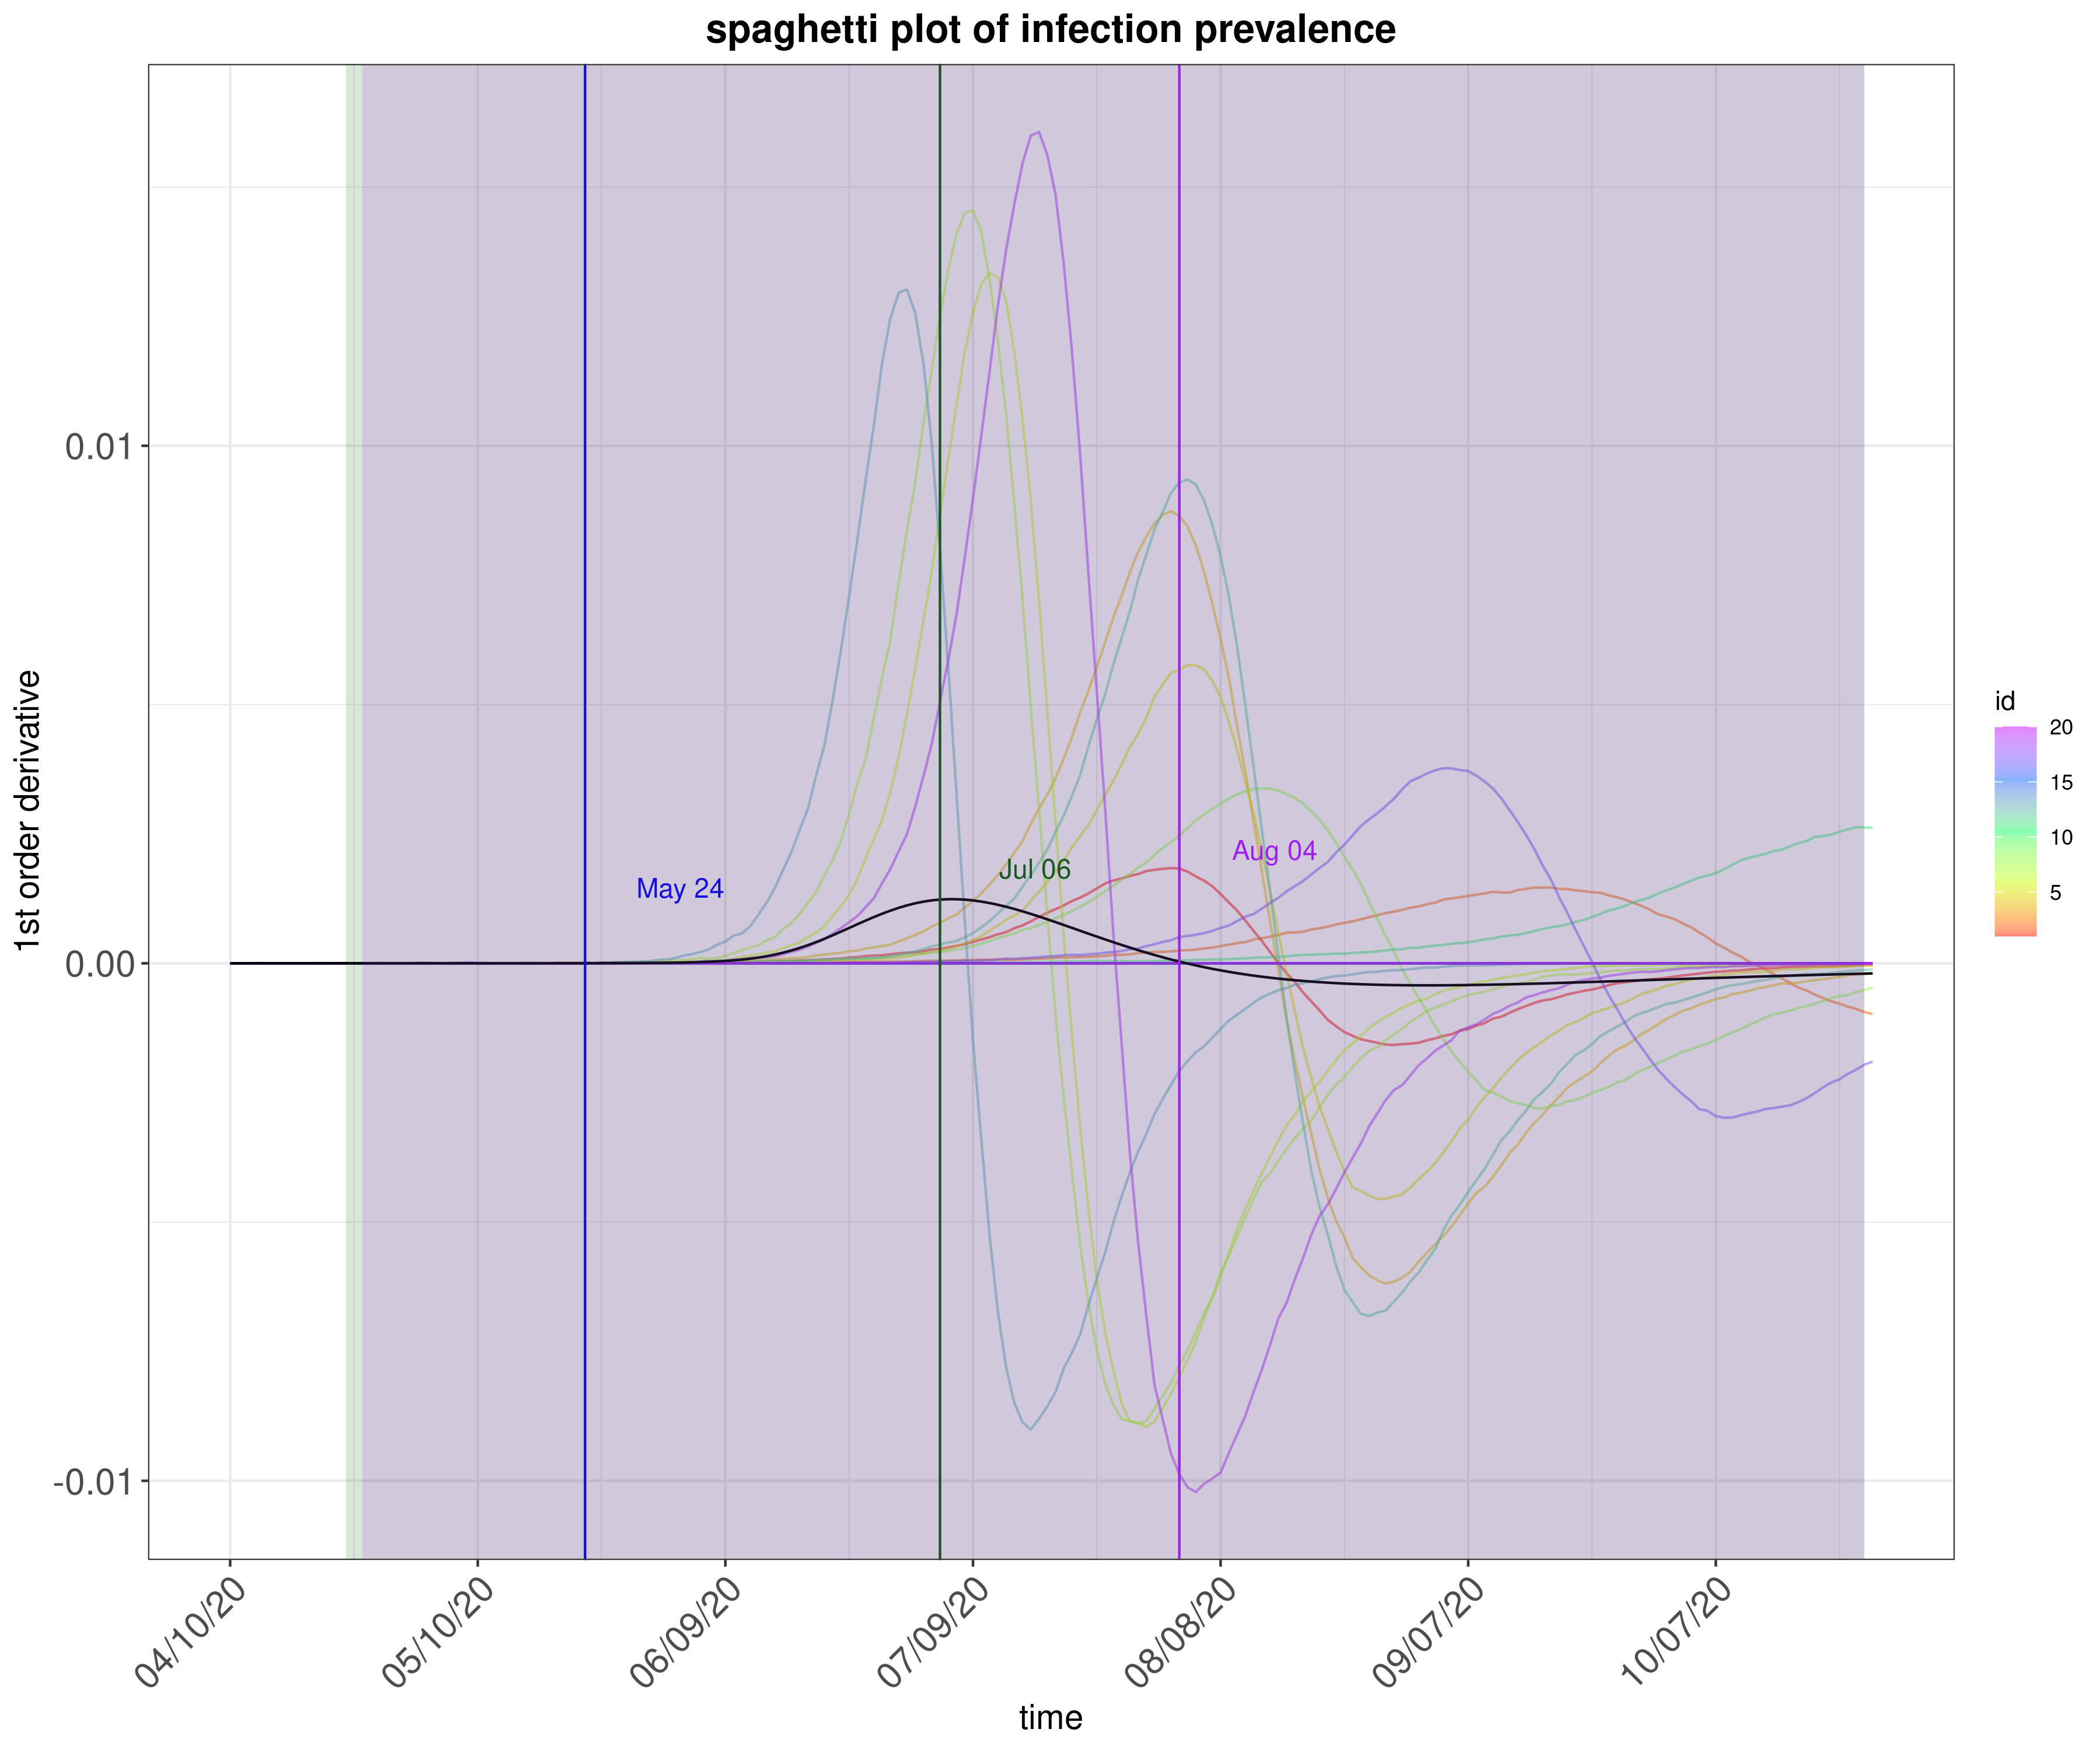 spaghetti plot of infection prevalence
1st order derivative
0.01
0.00
-0.01
May 24
Jul 06
Aug 04
04/10/20
05/10/20
06/09/20
07/09/20
08/08/20
09/07/20
10/07/20
time
id
20
15
10
5